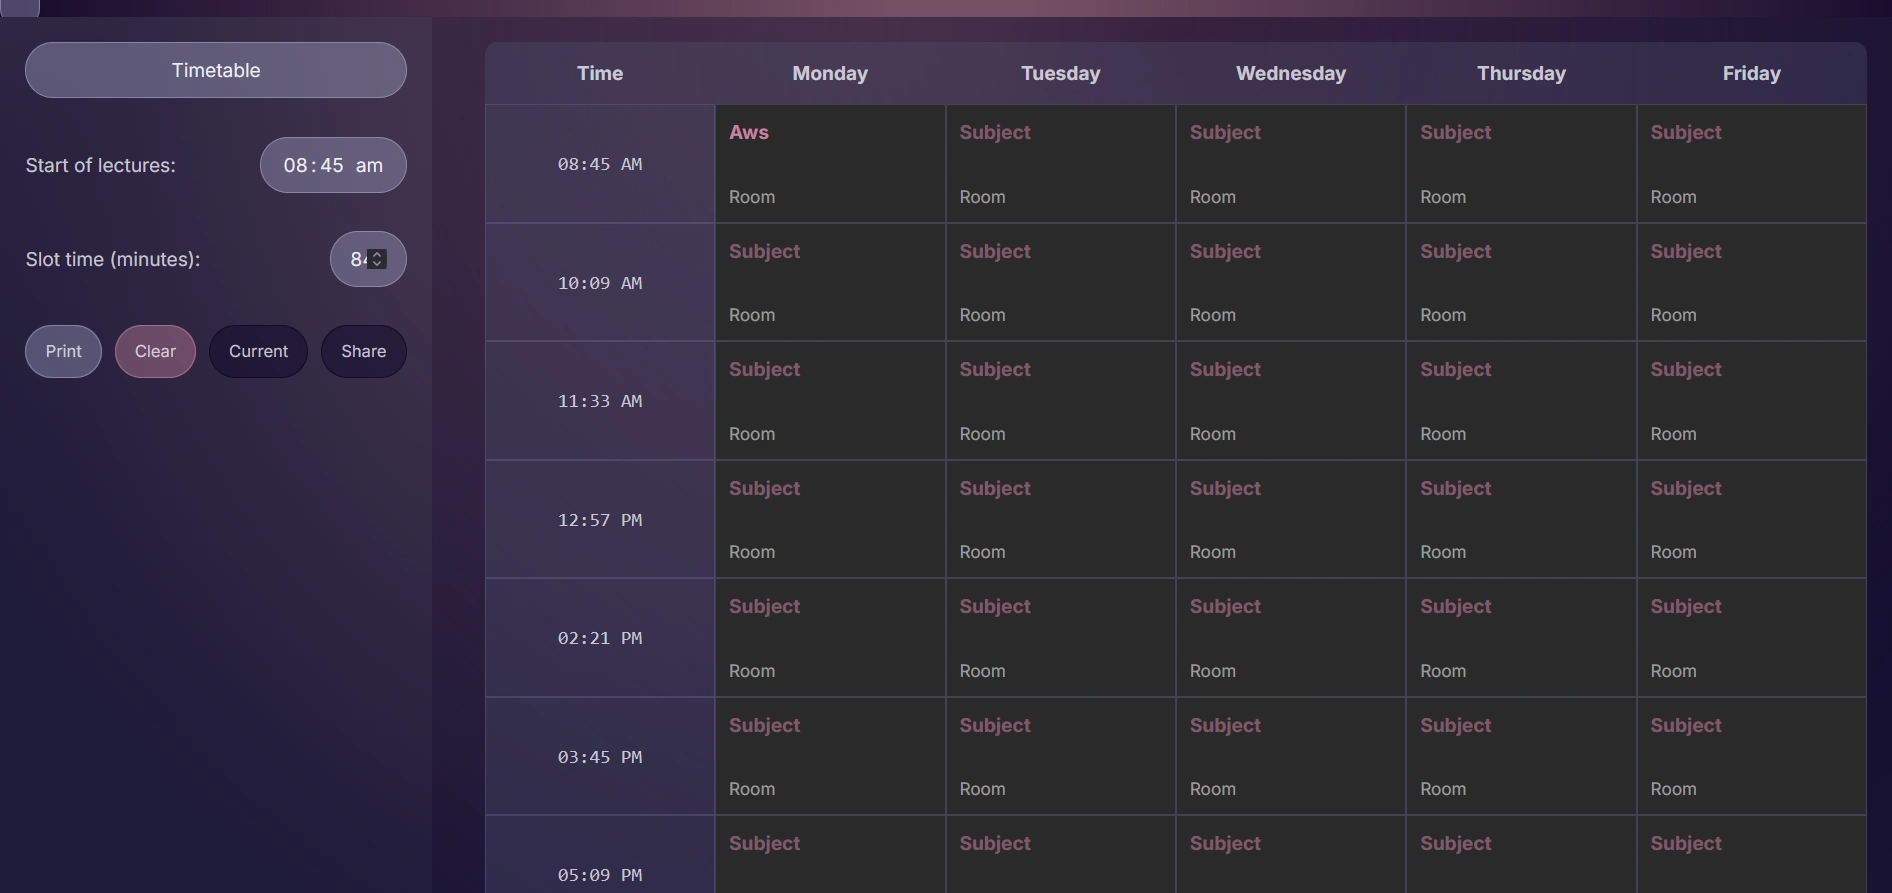 Timetable
Start of lectures: 08:45 am
Slot time (minutes):
Print Clear Current Share
Time Monday Tuesday Wednesday Thursday Friday
08:45 AM
Aws Subject Subject Subject Subject
Room Room Room Room Room
10:09 AM
Subject Subject Subject Subject Subject
Room Room Room Room Room
11:33 AM
Subject Subject Subject Subject Subject
Room Room Room Room Room
12:57 PM
Subject Subject Subject Subject Subject
Room Room Room Room Room
02:21 PM
Subject Subject Subject Subject Subject
Room Room Room Room Room
03:45 PM
Subject Subject Subject Subject Subject
Room Room Room Room Room
05:09 PM
Subject Subject Subject Subject Subject